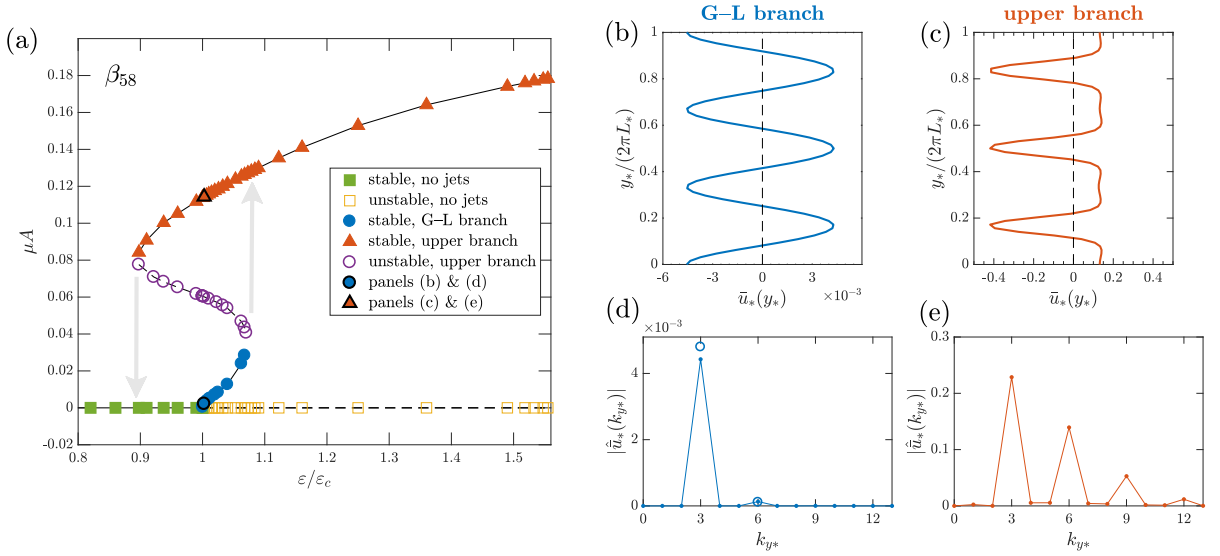 G–L branch
upper branch
(a)
β58
μA
0.18
0.16
0.14
0.12
0.1
0.08
0.06
0.04
0.02
0
-0.02
0.8
0.9
1
1.1
1.2
1.3
1.4
1.5
ε/εc
stable, no jets
unstable, no jets
stable, G–L branch
stable, upper branch
unstable, upper branch
panels (b) & (d)
panels (c) & (e)
(b)
y*/(2πL*)
1
0.8
0.6
0.4
0.2
0
-6
-3
0
3
×10⁻³
ū*(y*)
(c)
y*/(2πL*)
1
0.8
0.6
0.4
0.2
0
-0.4
-0.2
0
0.2
0.4
ū*(y*)
(d)
×10⁻³
|ū̂*(ky*)|
4
2
0
0
3
6
9
12
ky*
(e)
|ū̂*(ky*)|
0.3
0.2
0.1
0
0
3
6
9
12
ky*